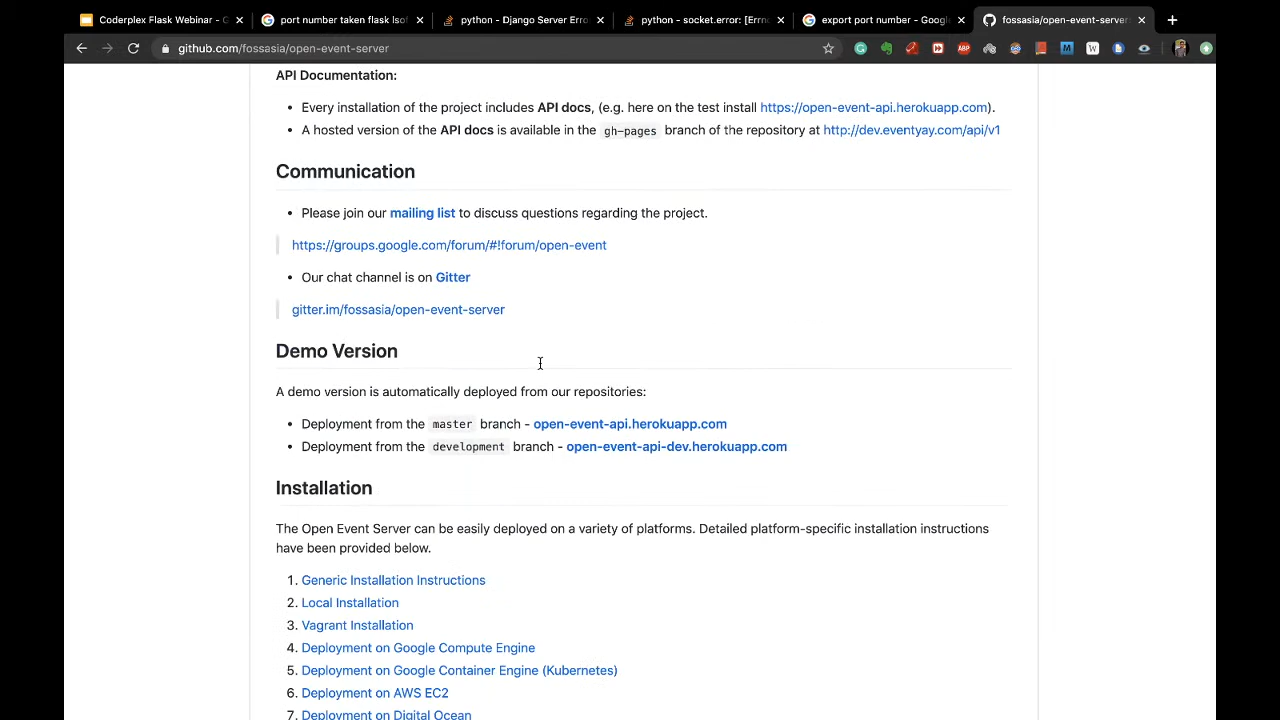 Coderplex Flask Webinar - G
port number taken flask lsof
python - Django Server Erro
python - socket.error: [Errn
export port number - Google
fossasia/open-event-server:
github.com/fossasia/open-event-server
API Documentation:
• Every installation of the project includes API docs, (e.g. here on the test install https://open-event-api.herokuapp.com).
• A hosted version of the API docs is available in the gh-pages branch of the repository at http://dev.eventyay.com/api/v1
Communication
• Please join our mailing list to discuss questions regarding the project.
https://groups.google.com/forum/#!forum/open-event
• Our chat channel is on Gitter
gitter.im/fossasia/open-event-server
Demo Version
A demo version is automatically deployed from our repositories:
• Deployment from the master branch - open-event-api.herokuapp.com
• Deployment from the development branch - open-event-api-dev.herokuapp.com
Installation
The Open Event Server can be easily deployed on a variety of platforms. Detailed platform-specific installation instructions
have been provided below.
1. Generic Installation Instructions
2. Local Installation
3. Vagrant Installation
4. Deployment on Google Compute Engine
5. Deployment on Google Container Engine (Kubernetes)
6. Deployment on AWS EC2
7. Deployment on Digital Ocean